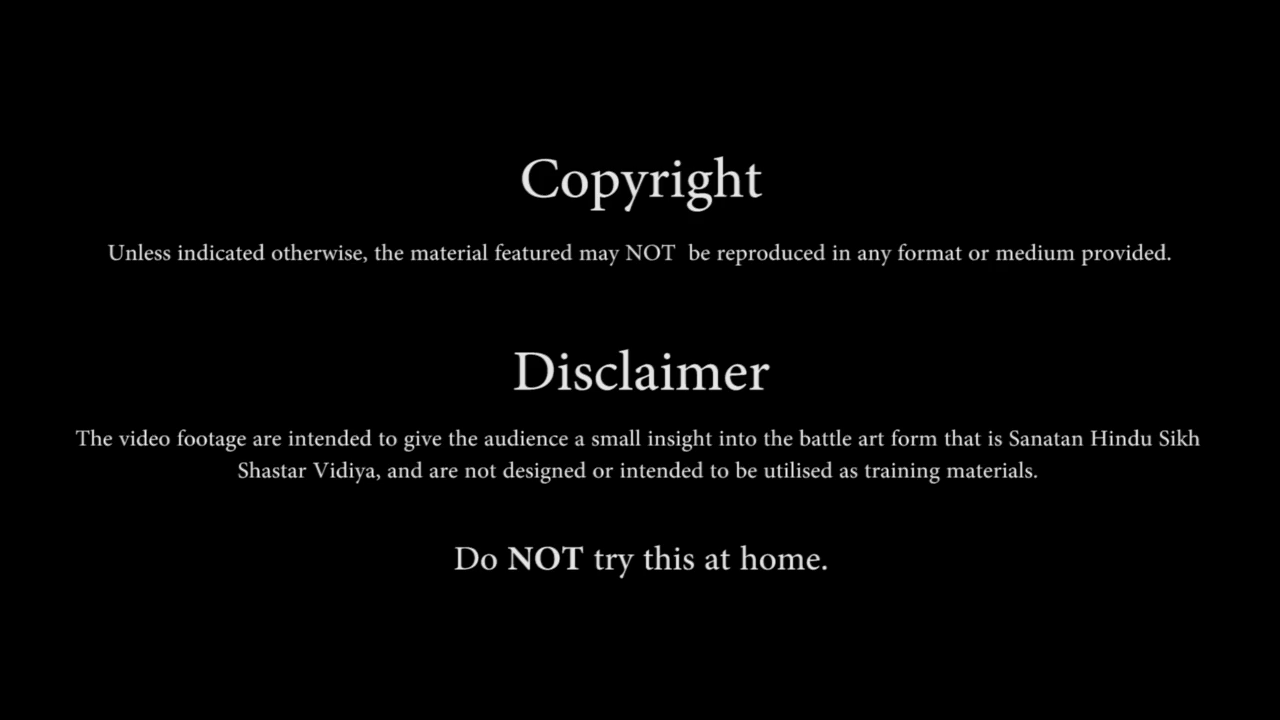 Copyright
Unless indicated otherwise, the material featured may NOT be reproduced in any format or medium provided.
Disclaimer
The video footage are intended to give the audience a small insight into the battle art form that is Sanatan Hindu Sikh
Shastar Vidiya, and are not designed or intended to be utilised as training materials.
Do NOT try this at home.